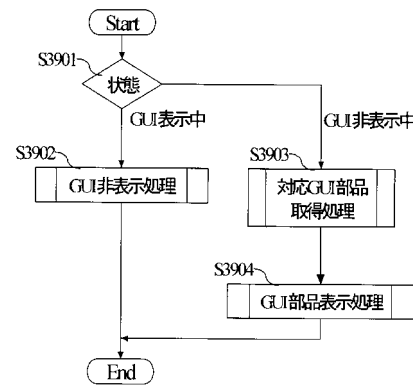 Start
S3901
状態
GUI表示中
GUI非表示中
S3902
GUI非表示処理
S3903
対応GUI部品
取得処理
S3904
GUI部品表示処理
End